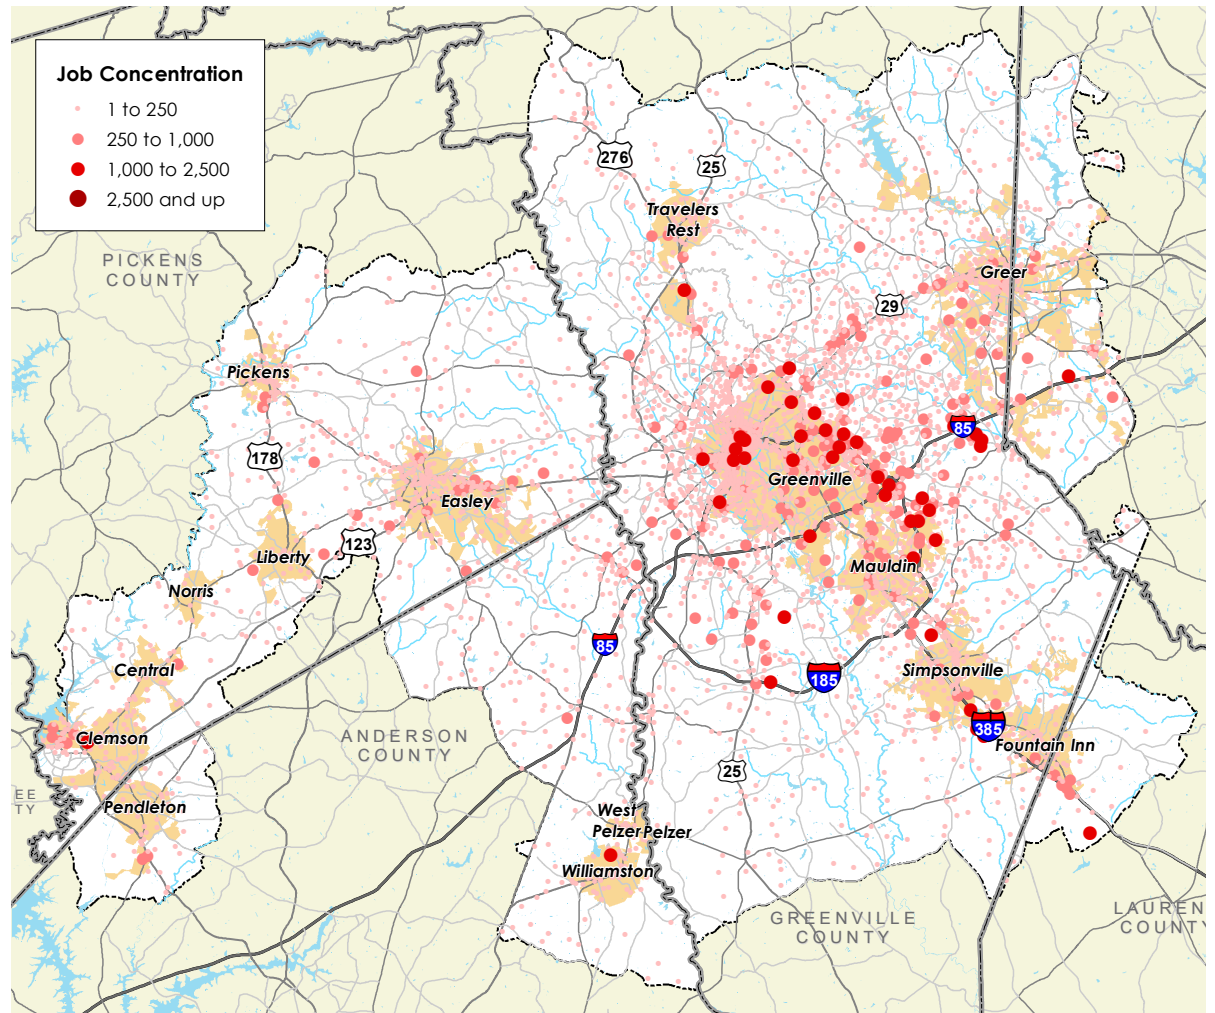 Job Concentration
1 to 250
250 to 1,000
1,000 to 2,500
2,500 and up
PICKENS
COUNTY
276
25
Travelers
Rest
Greer
29
Pickens
85
178
Greenville
Easley
123
Liberty
Mauldin
Norris
85
Central
Simpsonville
185
Clemson
385
Fountain Inn
ANDERSON
COUNTY
25
EE
TY
Pendleton
West
Pelzer
Pelzer
Williamston
GREENVILLE
COUNTY
LAUREN
COUNTY